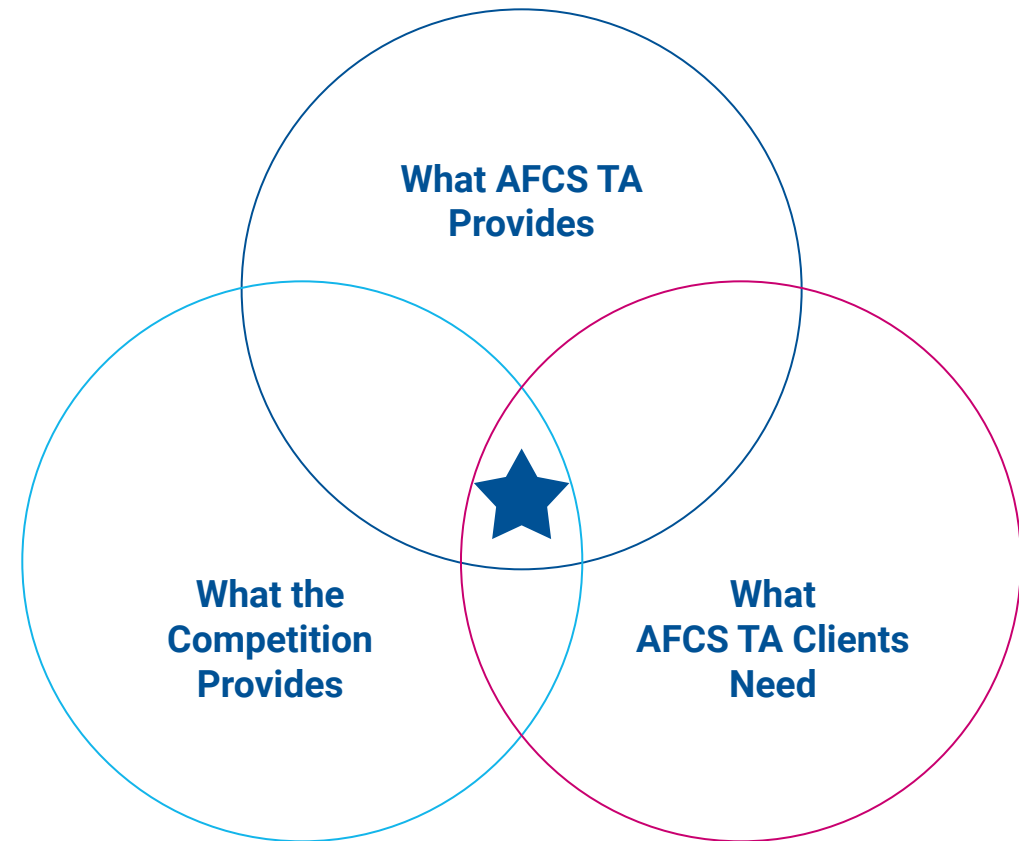 What AFCS TA
Provides
What the
Competition
Provides
What
AFCS TA Clients
Need